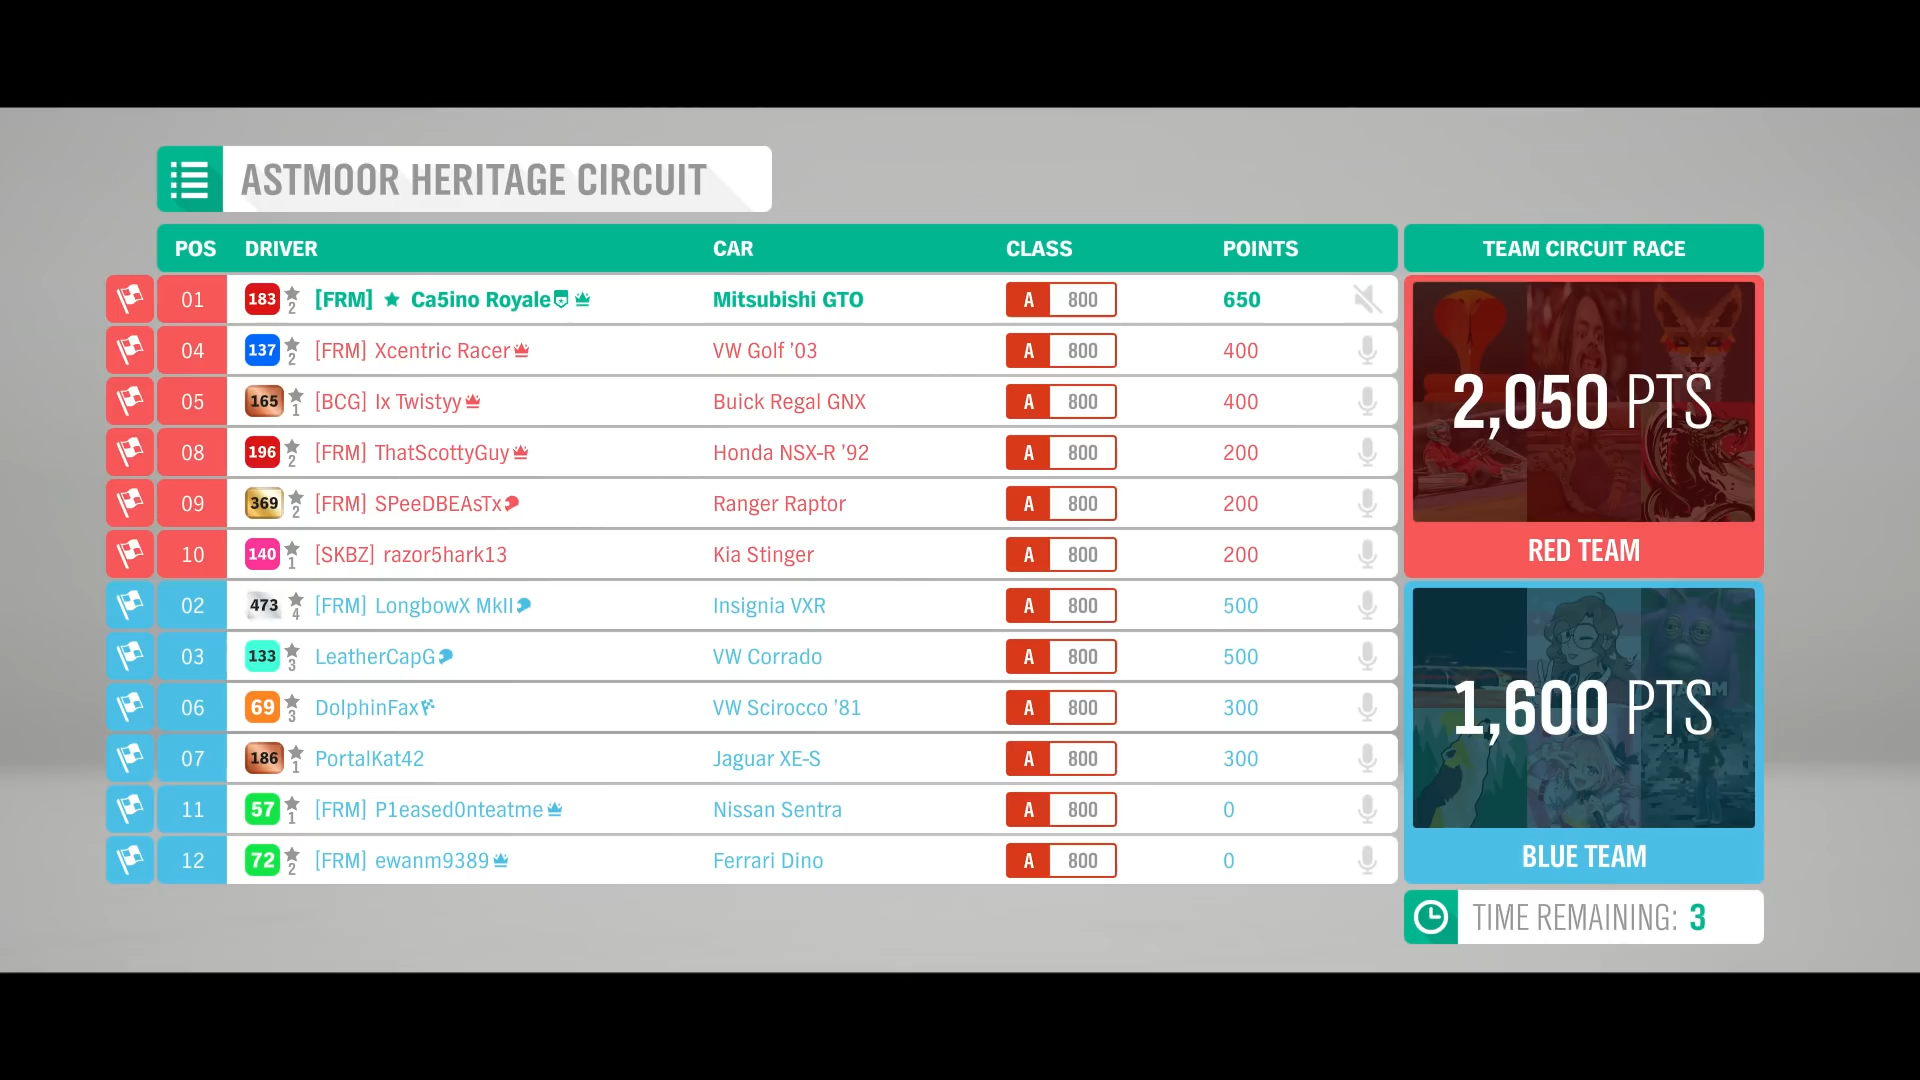 ASTMOOR HERITAGE CIRCUIT
POS DRIVER CAR CLASS POINTS
01 183 2 [FRM] ★ Ca5ino Royale Mitsubishi GTO A 800 650
04 137 2 [FRM] Xcentric Racer VW Golf ’03 A 800 400
05 165 1 [BCG] Ix Twistyy Buick Regal GNX A 800 400
08 196 2 [FRM] ThatScottyGuy Honda NSX-R ’92 A 800 200
09 369 2 [FRM] SPeeDBEAsTx Ranger Raptor A 800 200
10 140 1 [SKBZ] razor5hark13 Kia Stinger A 800 200
02 473 4 [FRM] LongbowX MkII Insignia VXR A 800 500
03 133 3 LeatherCapG VW Corrado A 800 500
06 69 3 DolphinFax VW Scirocco ’81 A 800 300
07 186 1 PortalKat42 Jaguar XE-S A 800 300
11 57 1 [FRM] P1eased0nteatme Nissan Sentra A 800 0
12 72 2 [FRM] ewanm9389 Ferrari Dino A 800 0
TEAM CIRCUIT RACE
2,050 PTS
RED TEAM
1,600 PTS
BLUE TEAM
TIME REMAINING: 3